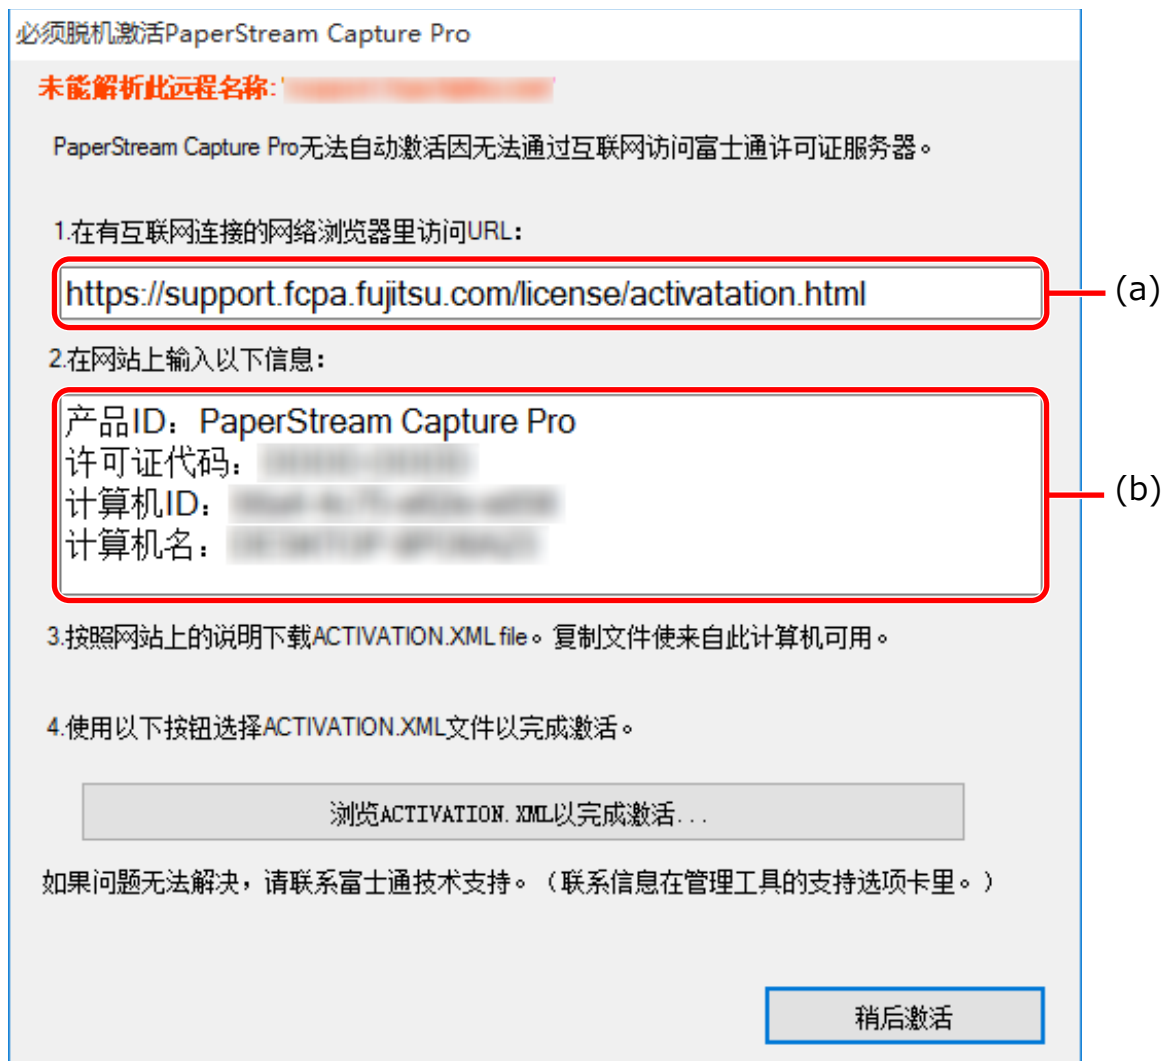 必须脱机激活PaperStream Capture Pro
未能解析此远程名称:'
PaperStream Capture Pro无法自动激活因无法通过互联网访问富士通许可证服务器。
1.在有互联网连接的网络浏览器里访问URL：
https://support.fcpa.fujitsu.com/license/activatation.html
(a)
2.在网站上输入以下信息：
产品ID：PaperStream Capture Pro
许可证代码：
计算机ID：
计算机名：
(b)
3.按照网站上的说明下载ACTIVATION.XML file。复制文件使来自此计算机可用。
4.使用以下按钮选择ACTIVATION.XML文件以完成激活。
浏览ACTIVATION.XML以完成激活...
如果问题无法解决，请联系富士通技术支持。（联系信息在管理工具的支持选项卡里。）
稍后激活